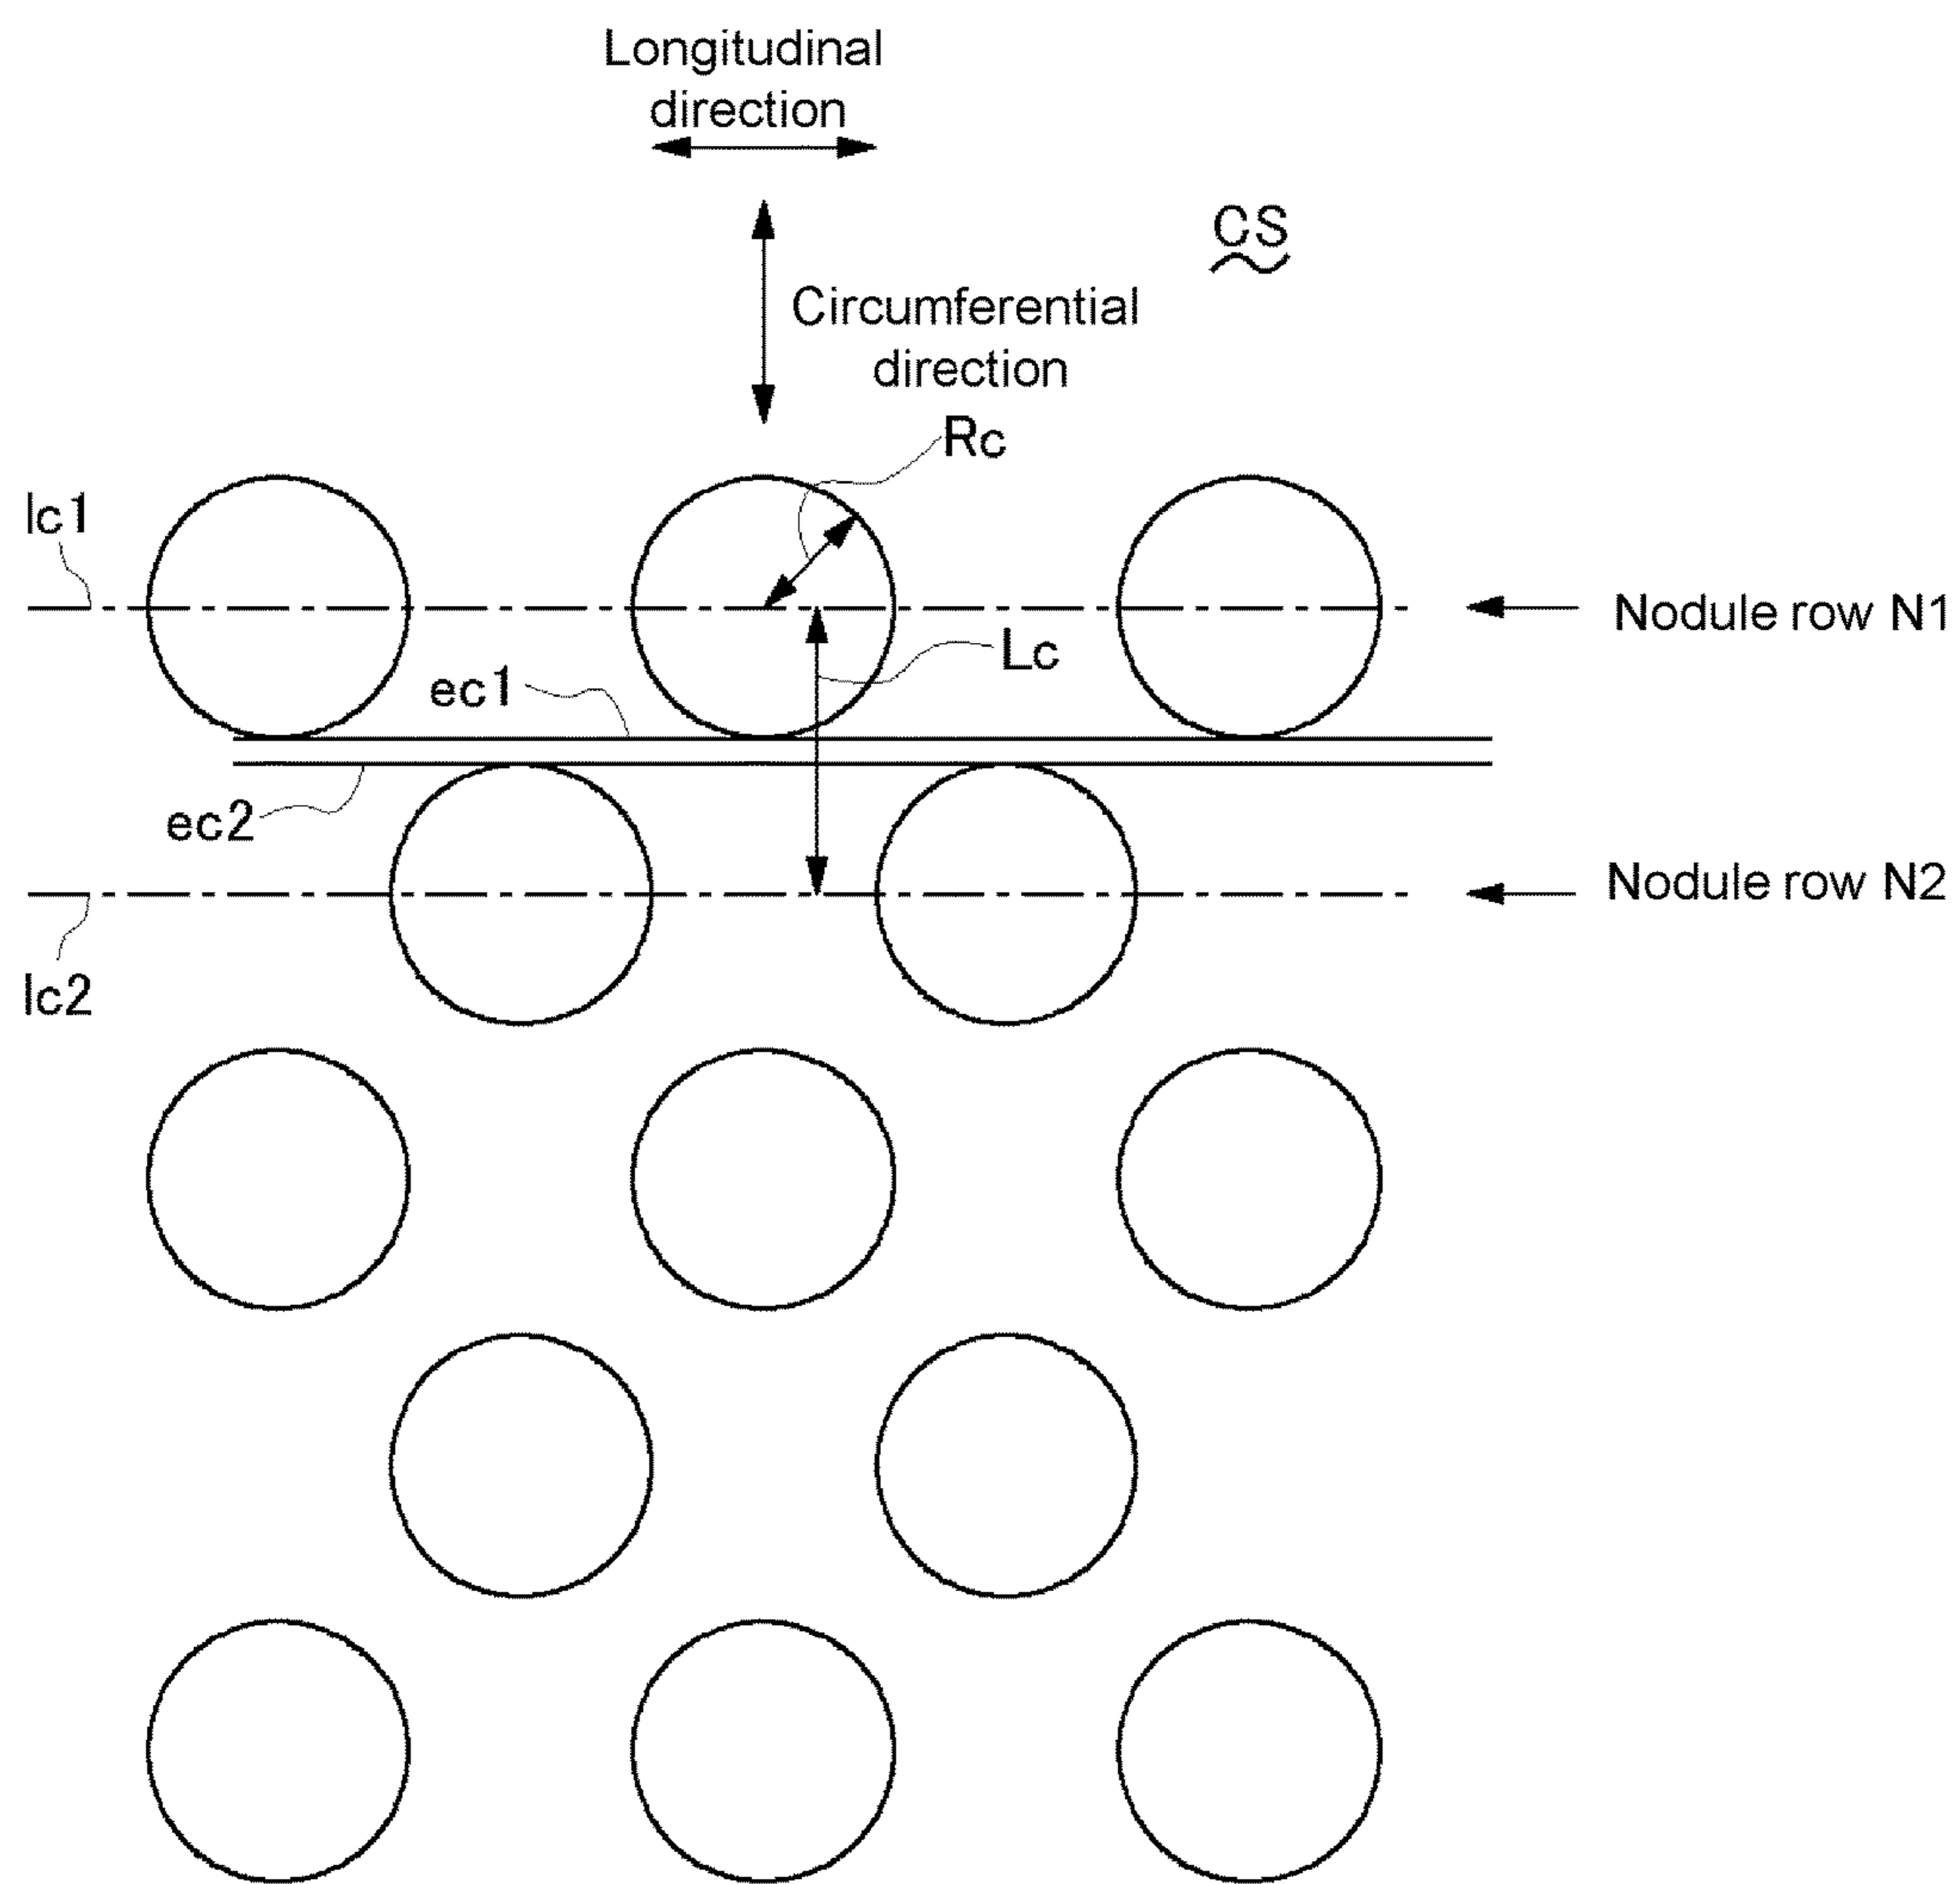 Longitudinal
direction
CS
Circumferential
direction
Rc
lc1
Nodule row N1
Lc
ec1
ec2
Nodule row N2
lc2